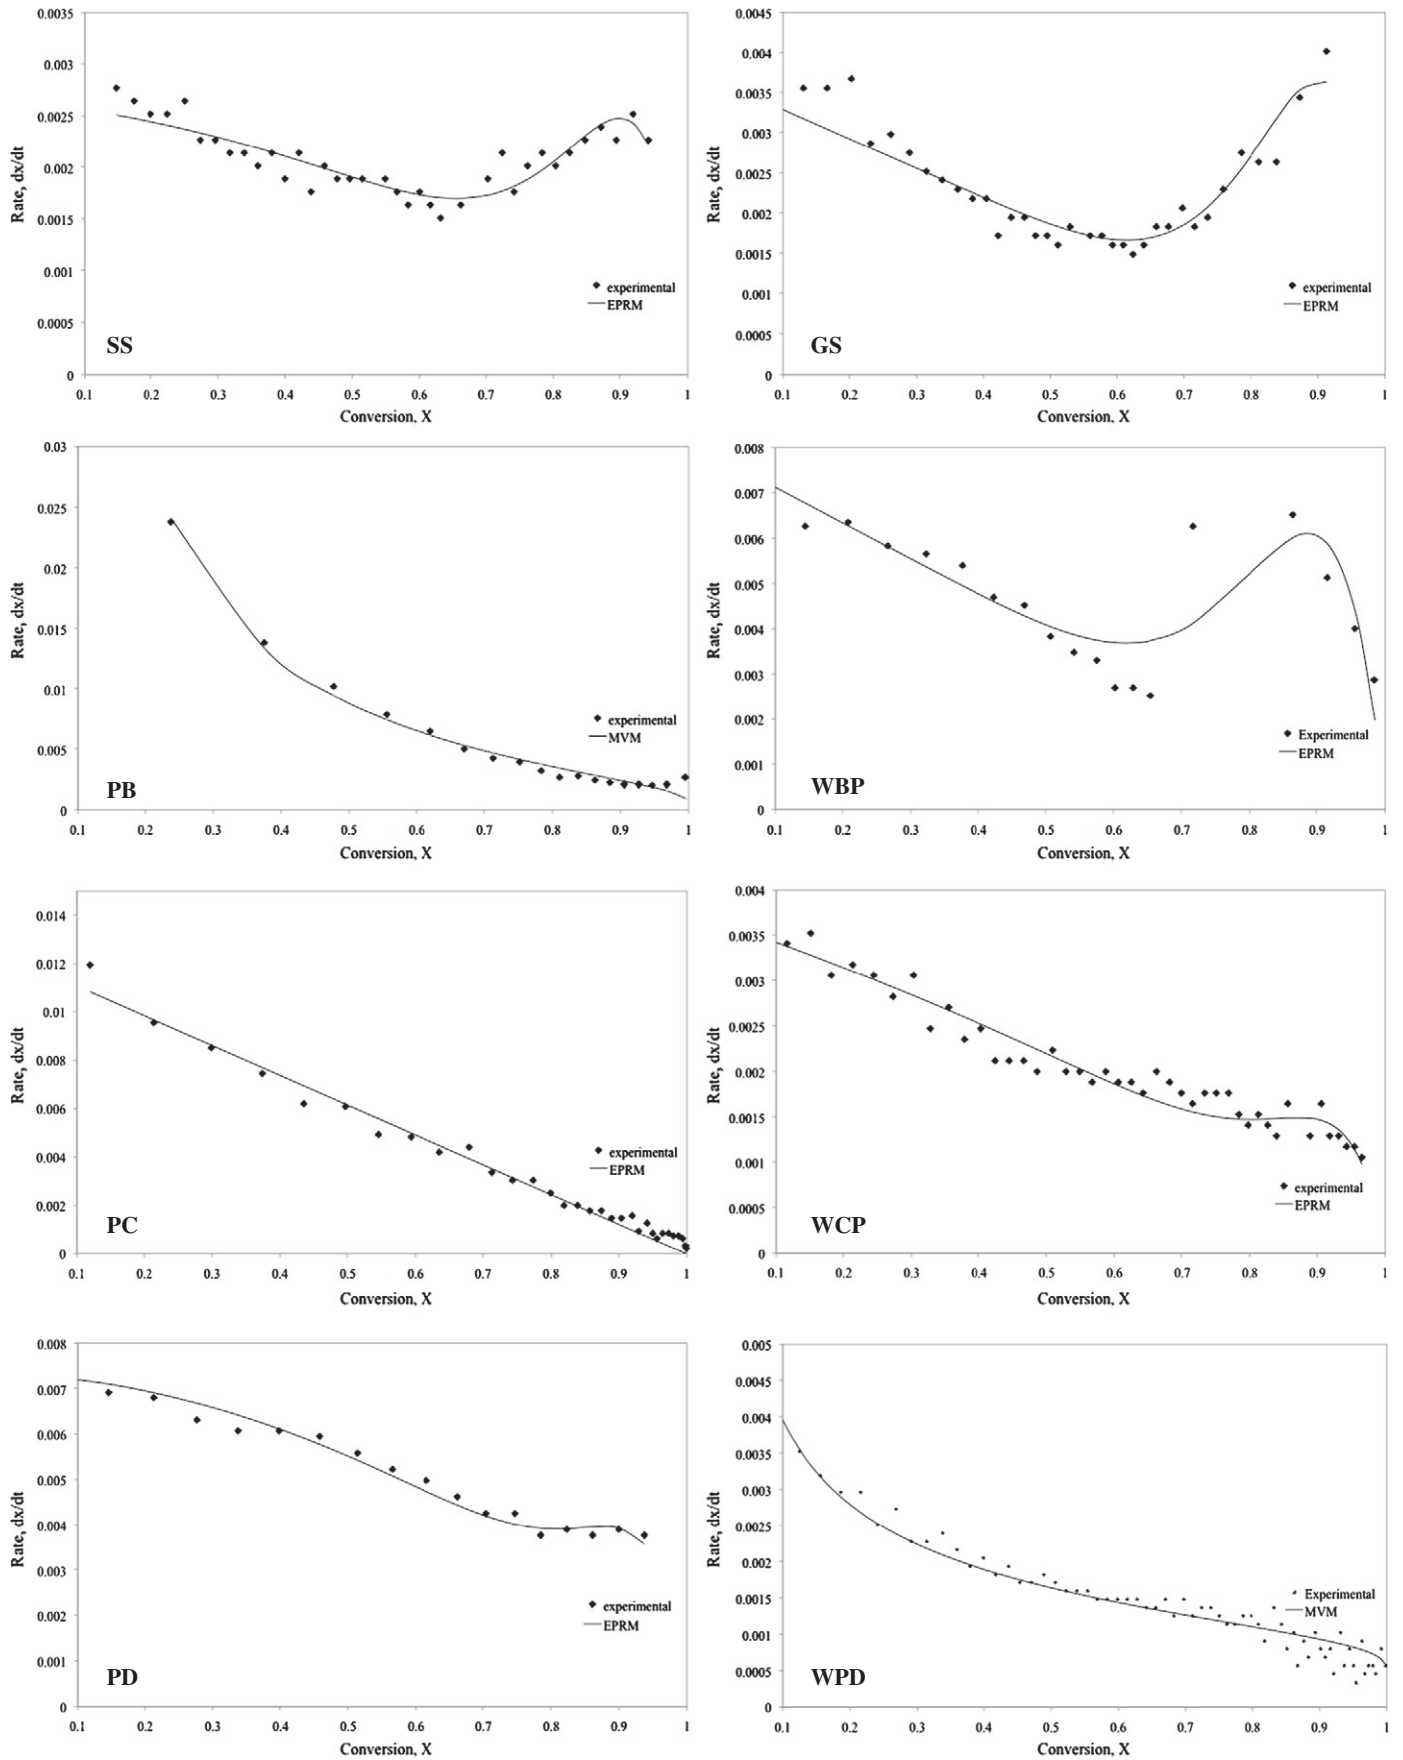 0.0035
0.003
0.0025
0.002
0.0015
0.001
0.0005
0
Rate, dx/dt
experimental
EPRM
SS
0.1 0.2 0.3 0.4 0.5 0.6 0.7 0.8 0.9 1
Conversion, X
0.0045
0.004
0.0035
0.003
0.0025
0.002
0.0015
0.001
0.0005
0
Rate, dx/dt
experimental
EPRM
GS
0.1 0.2 0.3 0.4 0.5 0.6 0.7 0.8 0.9 1
Conversion, X
0.03
0.025
0.02
0.015
0.01
0.005
0
Rate, dx/dt
experimental
MVM
PB
0.1 0.2 0.3 0.4 0.5 0.6 0.7 0.8 0.9 1
Conversion, X
0.008
0.007
0.006
0.005
0.004
0.003
0.002
0.001
0
Rate, dx/dt
Experimental
EPRM
WBP
0.1 0.2 0.3 0.4 0.5 0.6 0.7 0.8 0.9 1
Conversion, X
0.014
0.012
0.01
0.008
0.006
0.004
0.002
0
Rate, dx/dt
experimental
EPRM
PC
0.1 0.2 0.3 0.4 0.5 0.6 0.7 0.8 0.9 1
Conversion, X
0.004
0.0035
0.003
0.0025
0.002
0.0015
0.001
0.0005
0
Rate, dx/dt
experimental
EPRM
WCP
0.1 0.2 0.3 0.4 0.5 0.6 0.7 0.8 0.9 1
Conversion, X
0.008
0.007
0.006
0.005
0.004
0.003
0.002
0.001
0
Rate, dx/dt
experimental
EPRM
PD
0.1 0.2 0.3 0.4 0.5 0.6 0.7 0.8 0.9 1
Conversion, X
0.005
0.0045
0.004
0.0035
0.003
0.0025
0.002
0.0015
0.001
0.0005
0
Rate, dx/dt
Experimental
MVM
WPD
0.1 0.2 0.3 0.4 0.5 0.6 0.7 0.8 0.9 1
Conversion, X